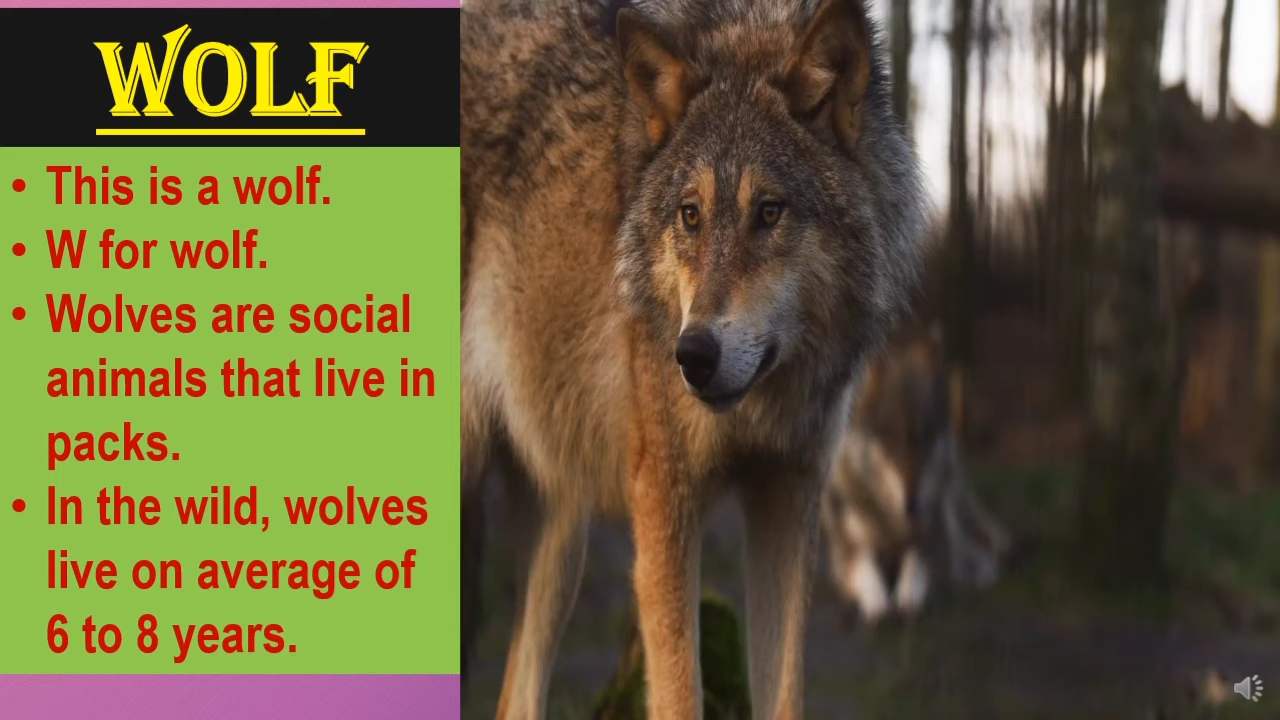 WOLF
• This is a wolf.
• W for wolf.
• Wolves are social
animals that live in
packs.
• In the wild, wolves
live on average of
6 to 8 years.